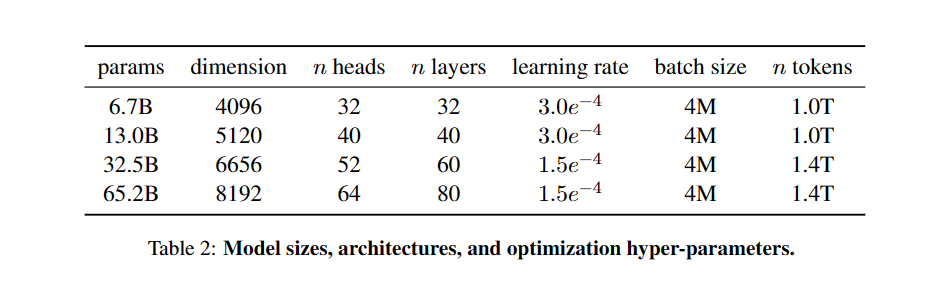 params dimension n heads n layers learning rate batch size n tokens
6.7B 4096 32 32 3.0e−4 4M 1.0T
13.0B 5120 40 40 3.0e−4 4M 1.0T
32.5B 6656 52 60 1.5e−4 4M 1.4T
65.2B 8192 64 80 1.5e−4 4M 1.4T
Table 2: Model sizes, architectures, and optimization hyper-parameters.